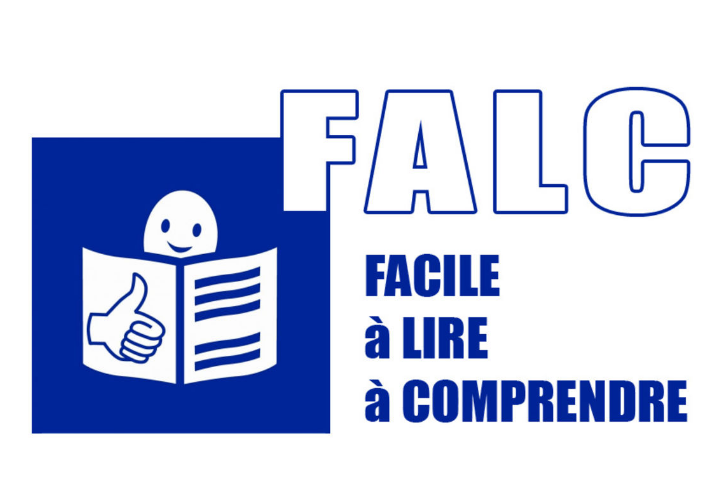 FALC
FACILE
à LIRE
à COMPRENDRE